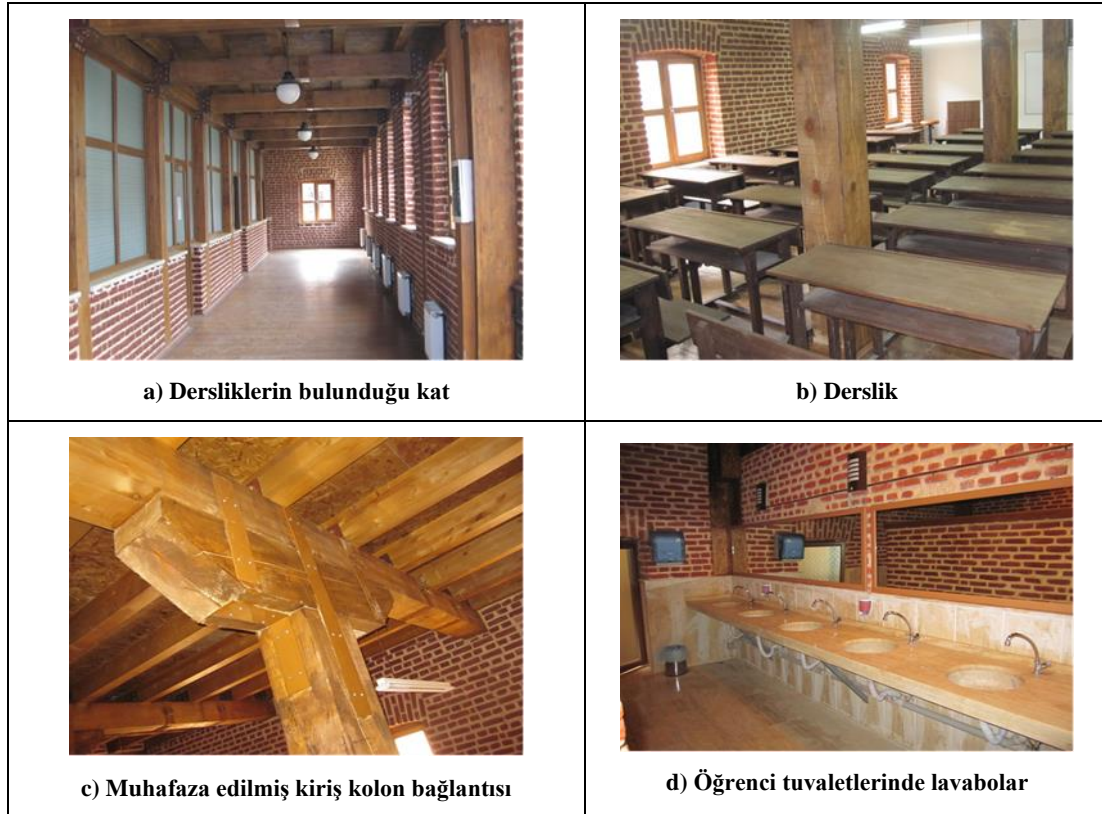 a) Dersliklerin bulunduğu kat
b) Derslik
c) Muhafaza edilmiş kiriş kolon bağlantısı
d) Öğrenci tuvaletlerinde lavabolar